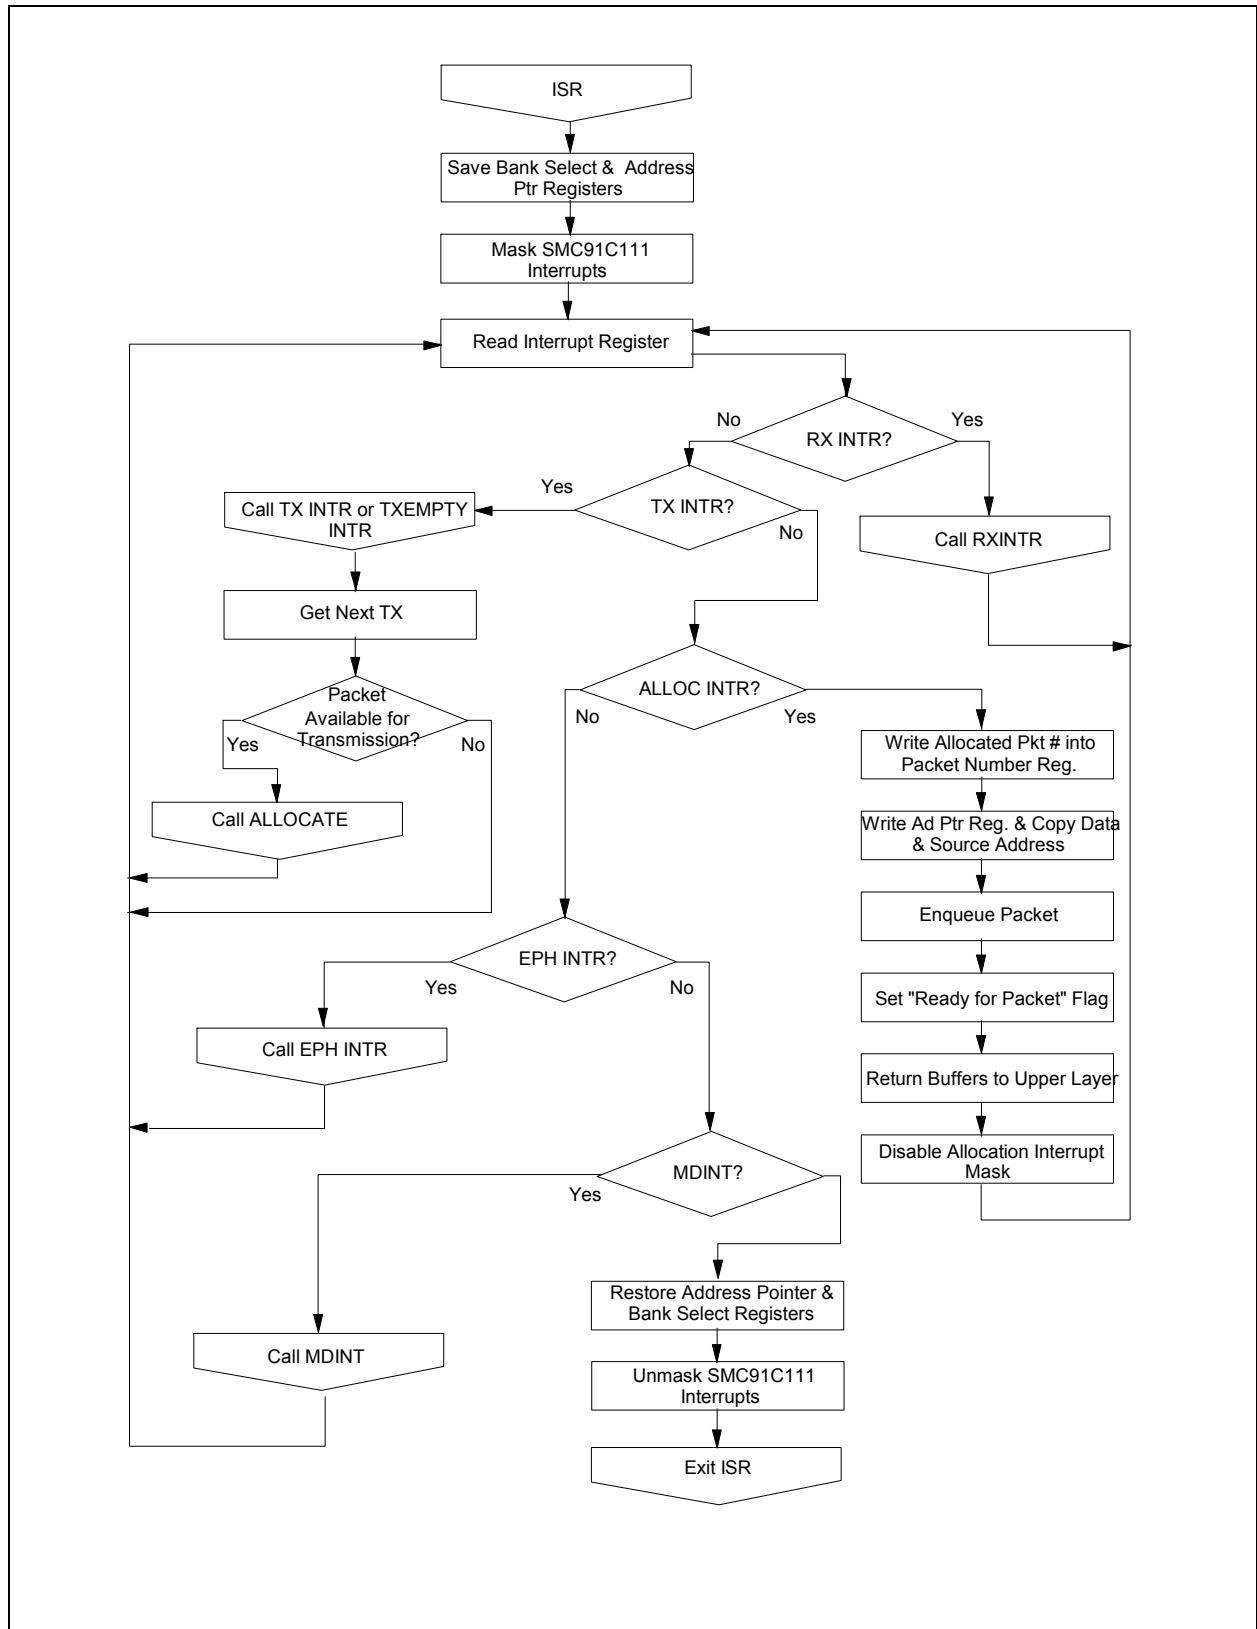 ISR
Save Bank Select & Address
Ptr Registers
Mask SMC91C111
Interrupts
Read Interrupt Register
RX INTR?
No
Yes
TX INTR?
Yes
No
Call TX INTR or TXEMPTY
INTR
Call RXINTR
Get Next TX
ALLOC INTR?
No
Yes
Packet
Available for
Transmission?
Yes
No
Write Allocated Pkt # into
Packet Number Reg.
Call ALLOCATE
Write Ad Ptr Reg. & Copy Data
& Source Address
Enqueue Packet
EPH INTR?
Yes
No
Set "Ready for Packet" Flag
Call EPH INTR
Return Buffers to Upper Layer
Disable Allocation Interrupt
Mask
MDINT?
Yes
Restore Address Pointer &
Bank Select Registers
Call MDINT
Unmask SMC91C111
Interrupts
Exit ISR